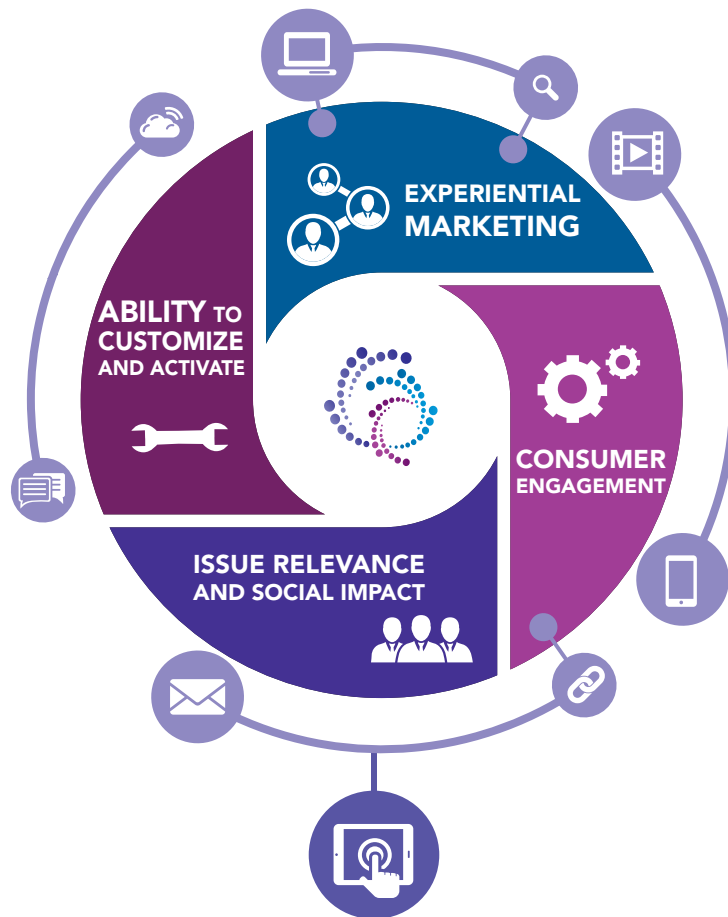 EXPERIENTIAL
MARKETING
ABILITY TO
CUSTOMIZE
AND ACTIVATE
CONSUMER
ENGAGEMENT
ISSUE RELEVANCE
AND SOCIAL IMPACT